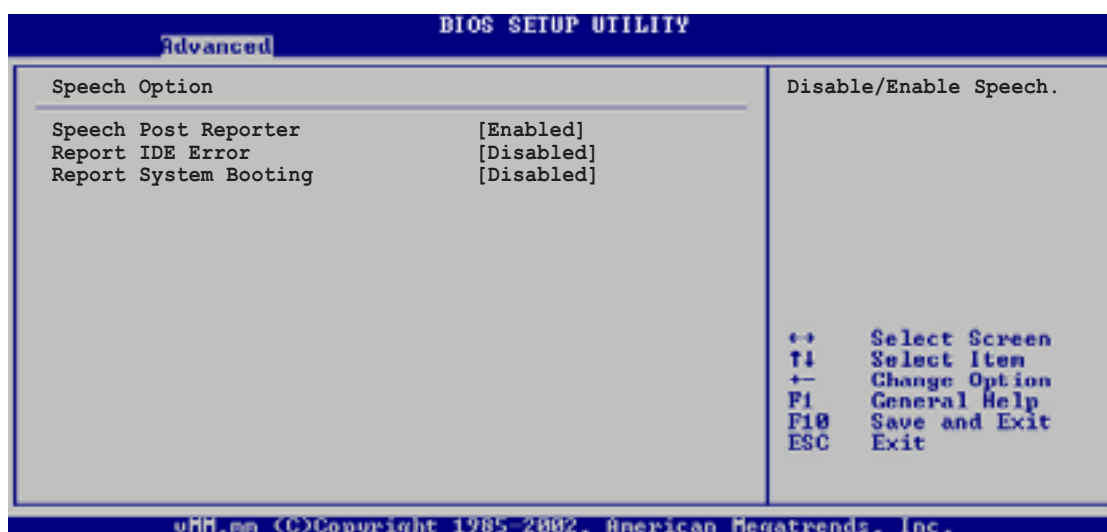 BIOS SETUP UTILITY
Advanced
Speech Option
Speech Post Reporter [Enabled]
Report IDE Error [Disabled]
Report System Booting [Disabled]
Disable/Enable Speech.
←→ Select Screen
↑↓ Select Item
+- Change Option
F1 General Help
F10 Save and Exit
ESC Exit
vMM.mm (C)Copyright 1985-2002, American Megatrends, Inc.